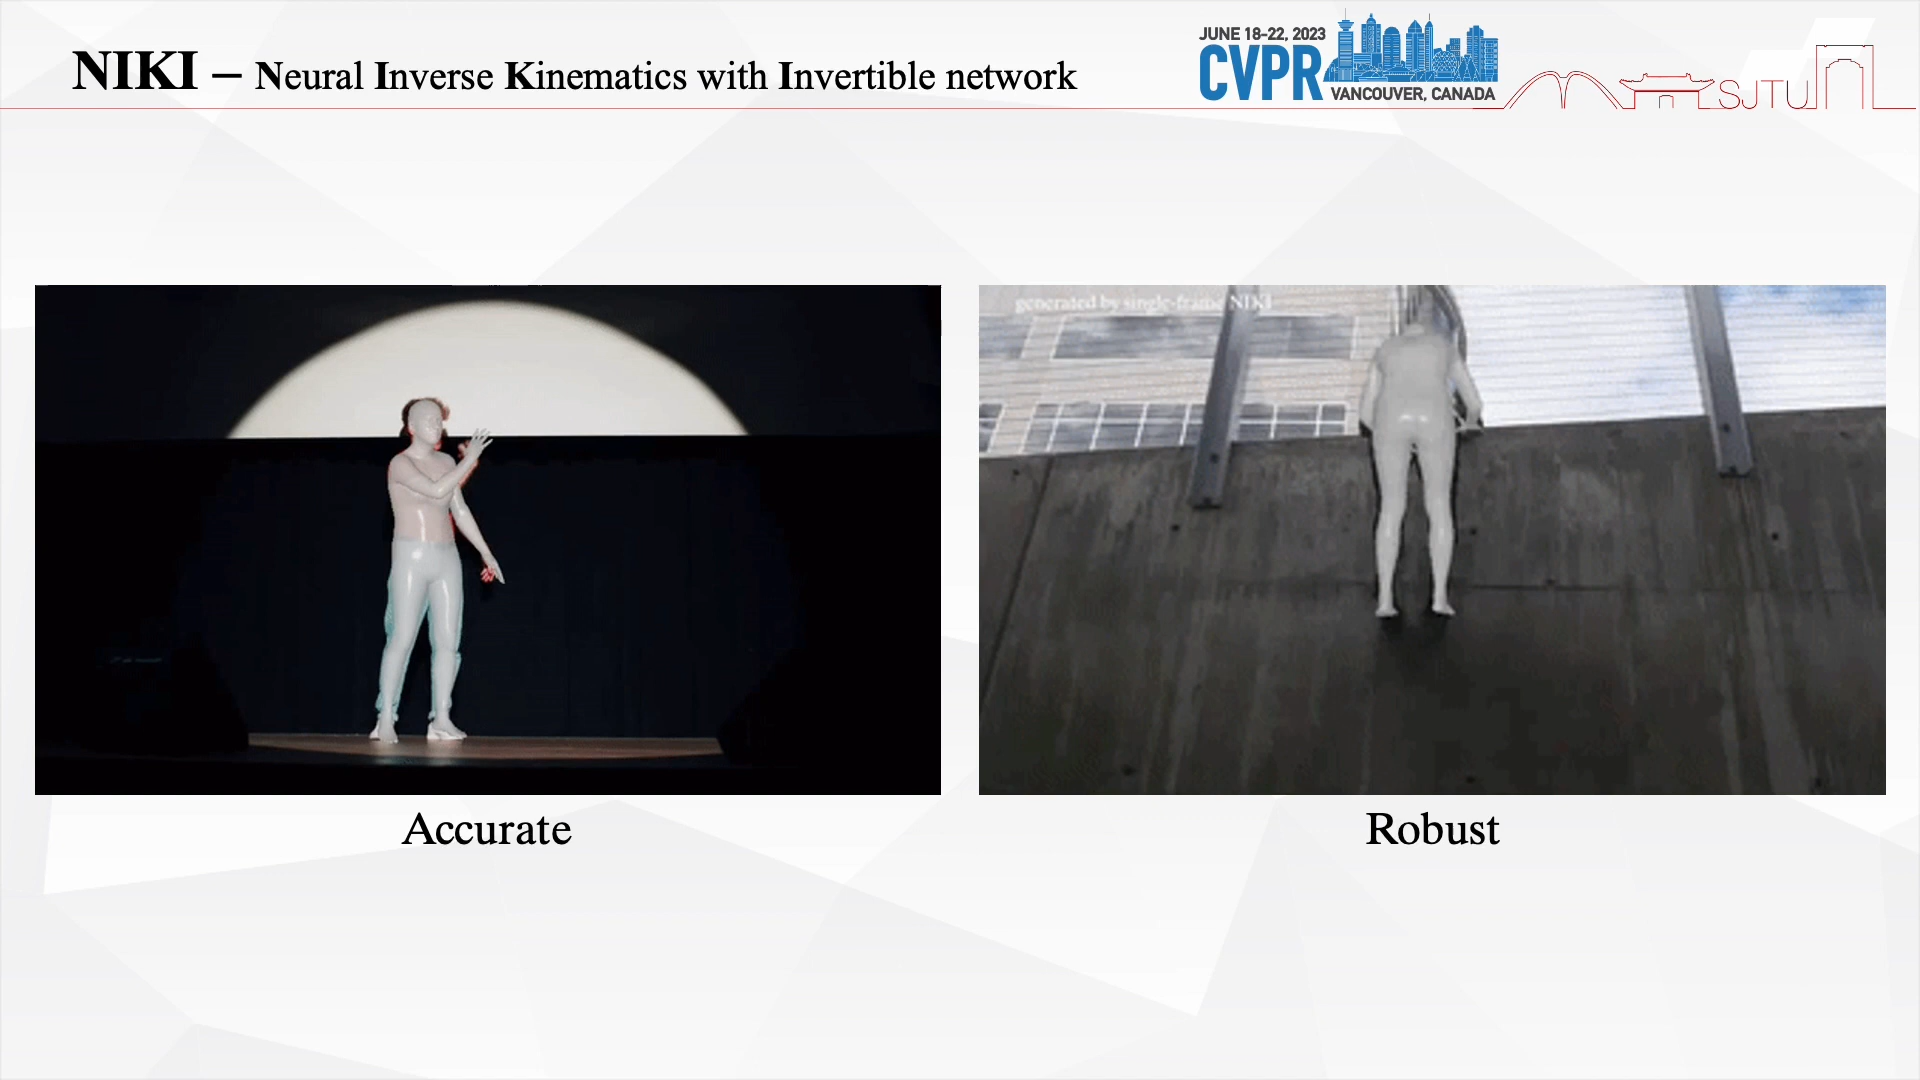 NIKI – Neural Inverse Kinematics with Invertible network
JUNE 18-22, 2023
CVPR
VANCOUVER, CANADA
SJTU
generated by single-frame NIKI
Accurate
Robust